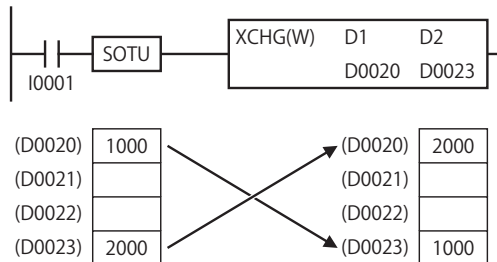 XCHG(W) D1 D2
SOTU
I0001 D0020 D0023
(D0020) 1000 (D0020) 2000
(D0021) (D0021)
(D0022) (D0022)
(D0023) 2000 (D0023) 1000